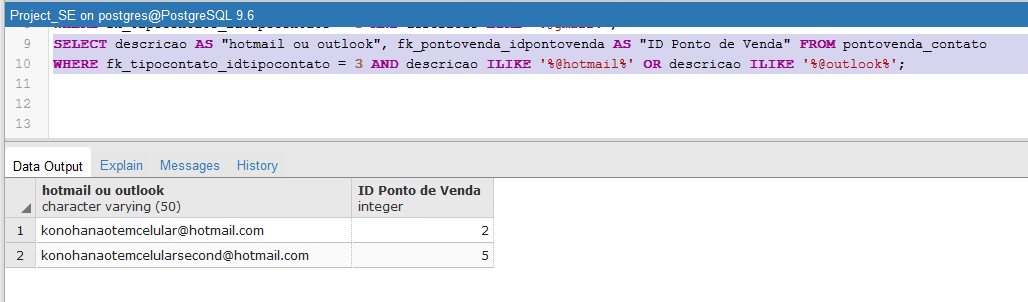 Project_SE on postgres@PostgreSQL 9.6
9 SELECT descricao AS "hotmail ou outlook", fk_pontovenda_idpontovenda AS "ID Ponto de Venda" FROM pontovenda_contato
10 WHERE fk_tipocontato_idtipocontato = 3 AND descricao ILIKE '%@hotmail%' OR descricao ILIKE '%@outlook%';
11
12
13
Data Output Explain Messages History
hotmail ou outlook ID Ponto de Venda
character varying (50) integer
1 konohanaotemcelular@hotmail.com 2
2 konohanaotemcelularsecond@hotmail.com 5